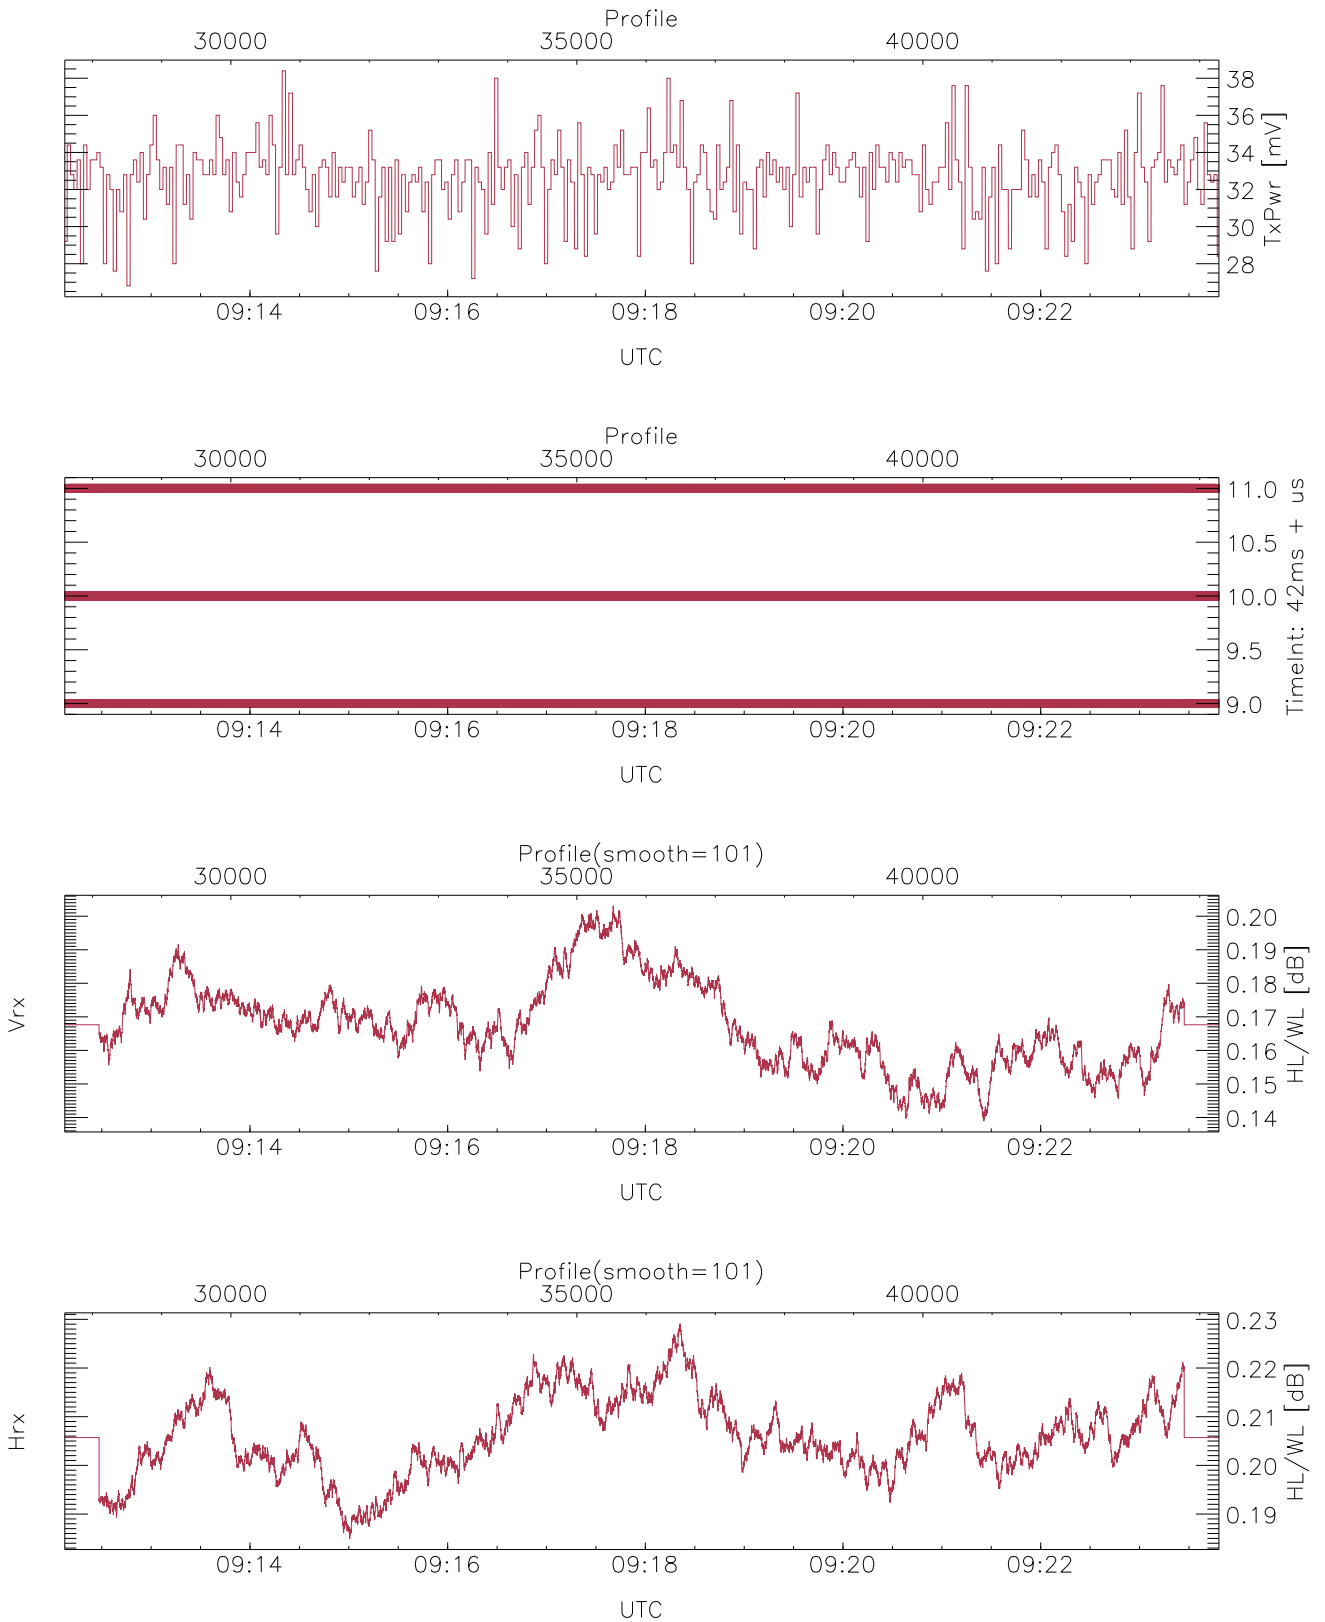 Profile
30000 35000 40000
38
36
34
32
30
28
TxPwr [mV]
09:14 09:16 09:18 09:20 09:22
UTC
Profile
30000 35000 40000
11.0
10.5
10.0
9.5
9.0
TimeInt: 42ms + us
09:14 09:16 09:18 09:20 09:22
UTC
Profile(smooth=101)
30000 35000 40000
Vrx
0.20
0.19
0.18
0.17
0.16
0.15
0.14
HL/WL [dB]
09:14 09:16 09:18 09:20 09:22
UTC
Profile(smooth=101)
30000 35000 40000
Hrx
0.23
0.22
0.21
0.20
0.19
HL/WL [dB]
09:14 09:16 09:18 09:20 09:22
UTC